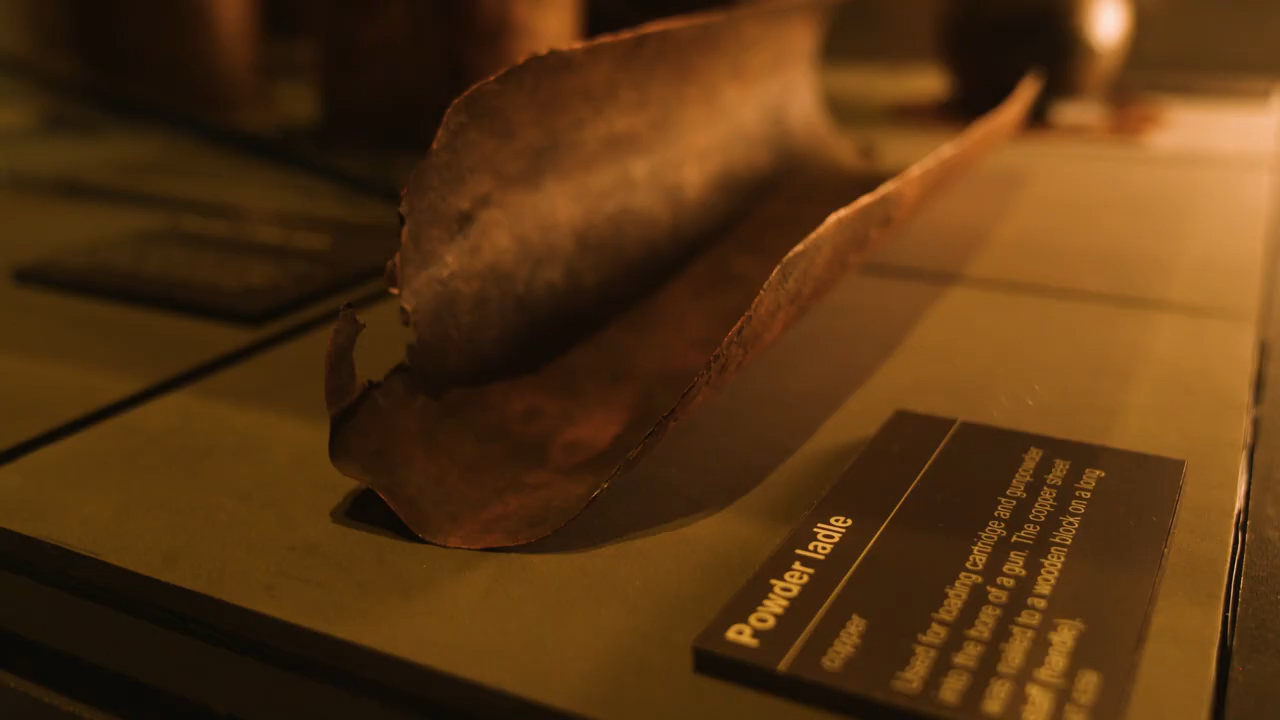 Powder ladle
copper
Used for loading cartridge and gunpowder
into the bore of a gun. The copper sheet
was nailed to a wooden block on a long
staff (handle).